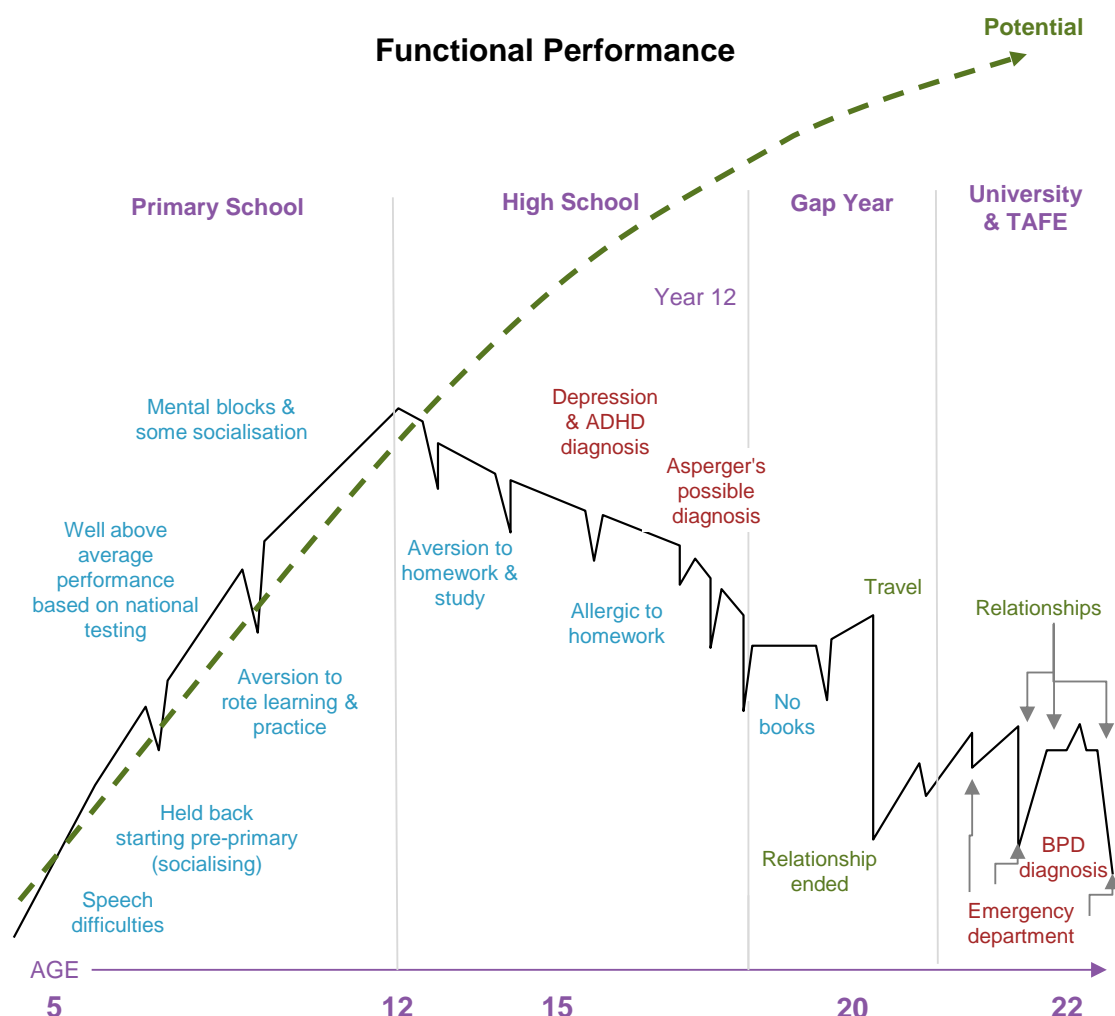 Potential
Functional Performance
Primary School
High School
Gap Year
University
& TAFE
Year 12
Mental blocks &
some socialisation
Depression
& ADHD
diagnosis
Asperger's
possible
diagnosis
Well above
average
performance
based on national
testing
Aversion to
homework &
study
Allergic to
homework
Travel
Relationships
Aversion to
rote learning &
practice
No
books
Held back
starting pre-primary
(socialising)
Relationship
ended
BPD
diagnosis
Speech
difficulties
Emergency
department
AGE
5
12
15
20
22